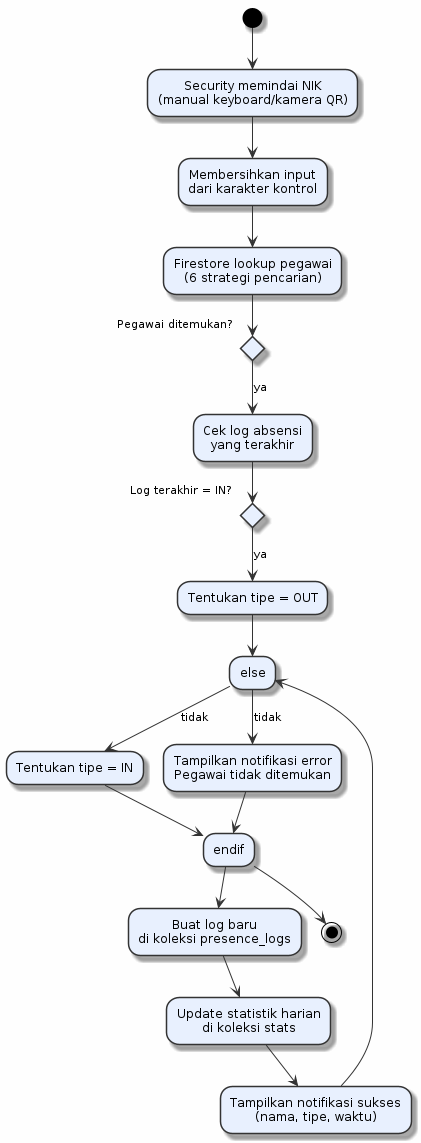 Security memindai NIK
(manual keyboard/kamera QR)
Membersihkan input
dari karakter kontrol
Firestore lookup pegawai
(6 strategi pencarian)
Pegawai ditemukan?
ya
Cek log absensi
yang terakhir
Log terakhir = IN?
ya
Tentukan tipe = OUT
else
tidak
tidak
Tentukan tipe = IN
Tampilkan notifikasi error
Pegawai tidak ditemukan
endif
Buat log baru
di koleksi presence_logs
Update statistik harian
di koleksi stats
Tampilkan notifikasi sukses
(nama, tipe, waktu)